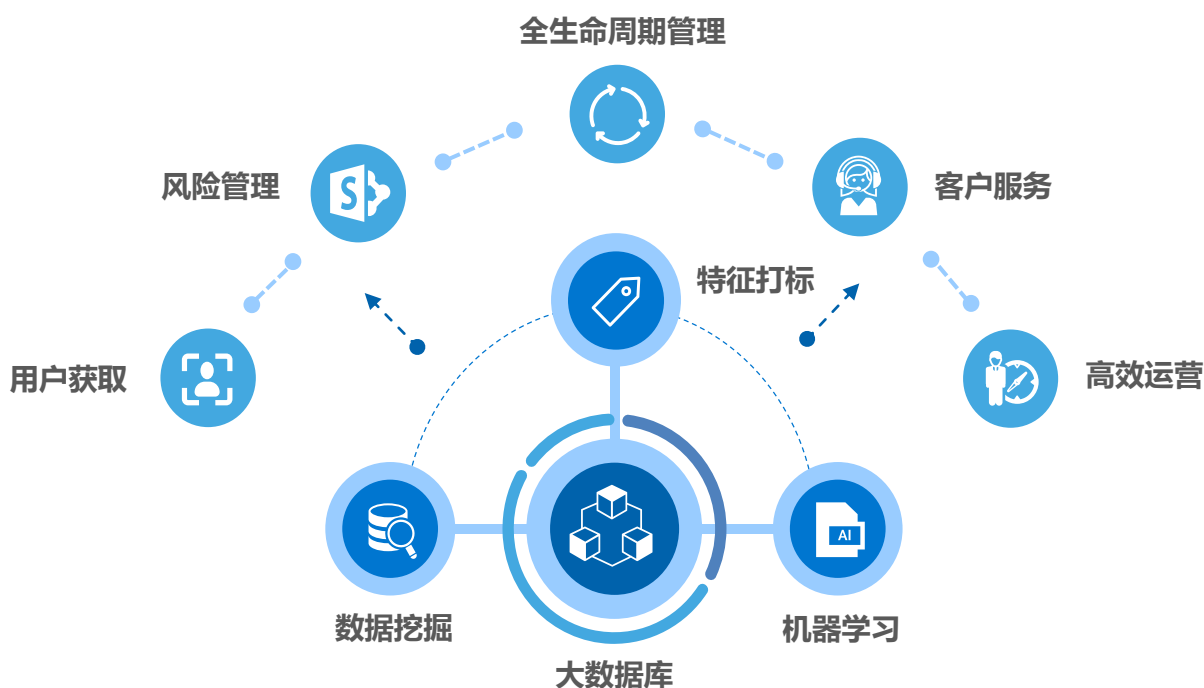 全生命周期管理
风险管理
S
客户服务
特征打标
用户获取
高效运营
AI
数据挖掘
机器学习
大数据库